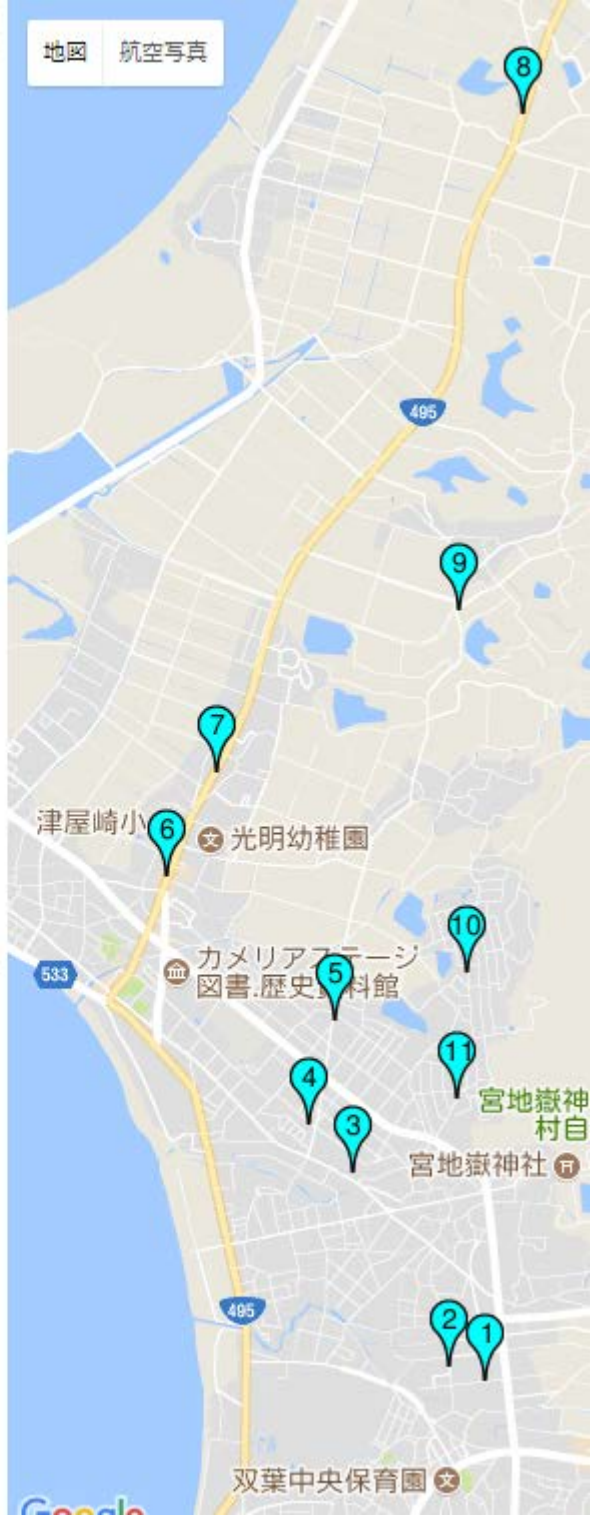 地図 航空写真
8
495
9
7
津屋崎小
6
光明幼稚園
10
カメリアステージ
図書.歴史資料館
533
5
11
4
宮地嶽神
村自
3
宮地嶽神社
495
2
1
双葉中央保育園
Google